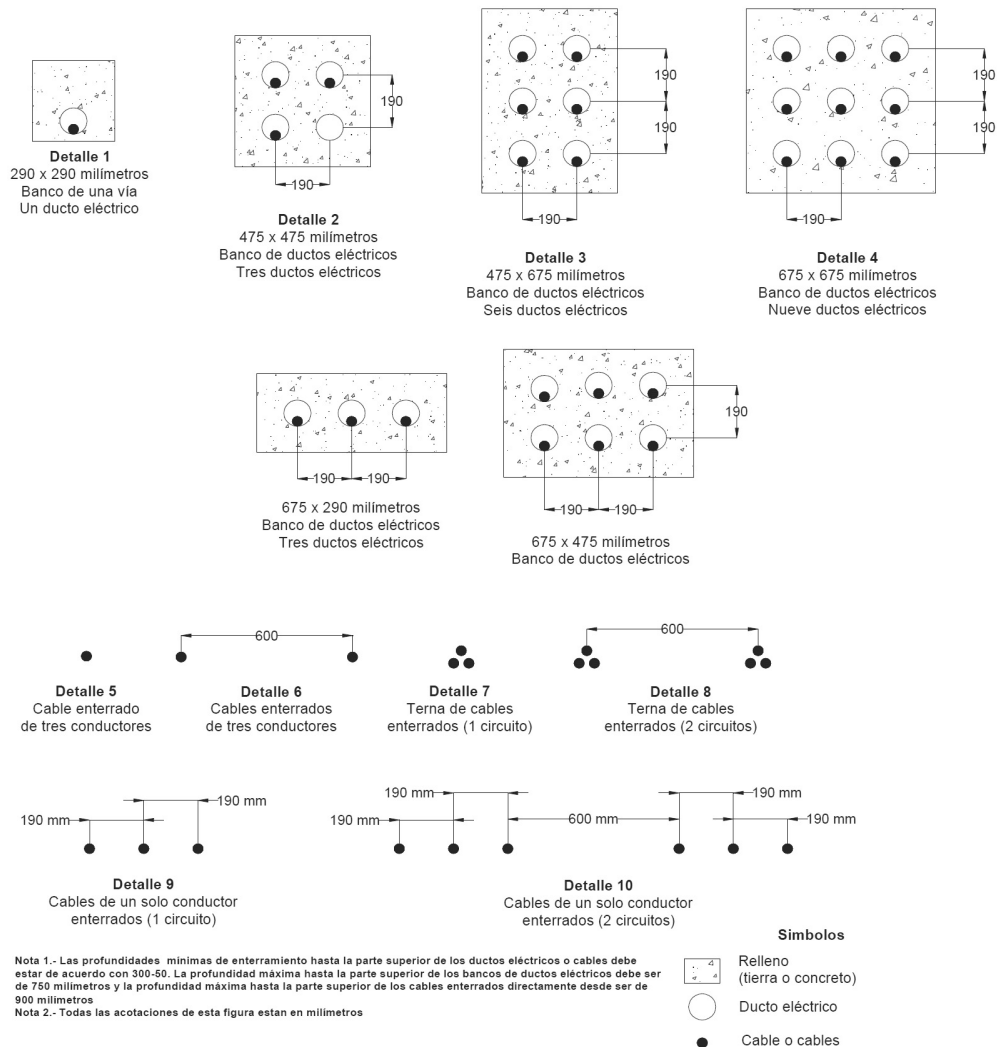 190
190
190
190
190
Detalle 1
290 x 290 milímetros
Banco de una vía
Un ducto eléctrico
190
Detalle 2
475 x 475 milímetros
Banco de ductos eléctricos
Tres ductos eléctricos
190
Detalle 3
475 x 675 milímetros
Banco de ductos eléctricos
Seis ductos eléctricos
190
Detalle 4
675 x 675 milímetros
Banco de ductos eléctricos
Nueve ductos eléctricos
190 190
675 x 290 milímetros
Banco de ductos eléctricos
Tres ductos eléctricos
190
190 190
675 x 475 milímetros
Banco de ductos eléctricos
600
600
Detalle 5
Cable enterrado
de tres conductores
Detalle 6
Cables enterrados
de tres conductores
Detalle 7
Terna de cables
enterrados (1 circuito)
Detalle 8
Terna de cables
enterrados (2 circuitos)
190 mm
190 mm
Detalle 9
Cables de un solo conductor
enterrados (1 circuito)
190 mm
190 mm
600 mm
190 mm
190 mm
Detalle 10
Cables de un solo conductor
enterrados (2 circuitos)
Nota 1.- Las profundidades minimas de enterramiento hasta la parte superior de los ductos eléctricos o cables debe
estar de acuerdo con 300-50. La profundidad máxima hasta la parte superior de los bancos de ductos eléctricos debe ser
de 750 milímetros y la profundidad máxima hasta la parte superior de los cables enterrados directamente desde ser de
900 milimetros
Nota 2.- Todas las acotaciones de esta figura estan en milimetros
Simbolos
Relleno
(tierra o concreto)
Ducto eléctrico
Cable o cables